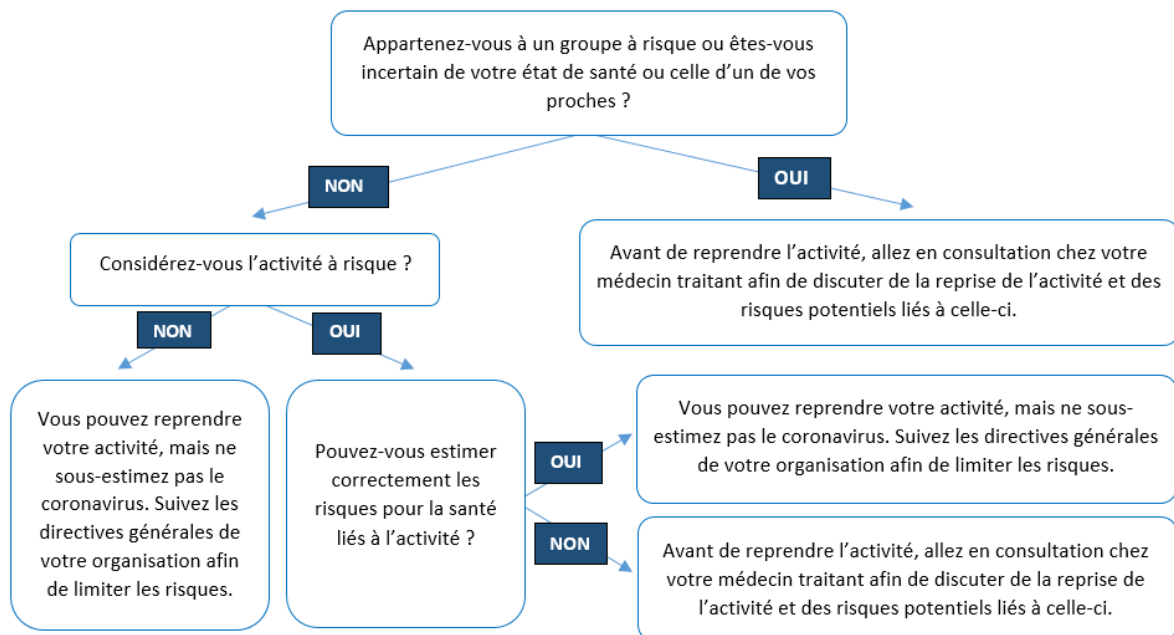 Appartenez-vous à un groupe à risque ou êtes-vous
incertain de votre état de santé ou celle d’un de vos
proches ?
NON
OUI
Considérez-vous l’activité à risque ?
Avant de reprendre l’activité, allez en consultation chez votre
médecin traitant afin de discuter de la reprise de l’activité et des
risques potentiels liés à celle-ci.
NON
OUI
Vous pouvez reprendre
votre activité, mais ne
sous-estimez pas le
coronavirus. Suivez les
directives générales de
votre organisation afin
de limiter les risques.
Pouvez-vous estimer
correctement les
risques pour la santé
liés à l’activité ?
OUI
Vous pouvez reprendre votre activité, mais ne sous-
estimez pas le coronavirus. Suivez les directives générales
de votre organisation afin de limiter les risques.
NON
Avant de reprendre l’activité, allez en consultation chez
votre médecin traitant afin de discuter de la reprise de
l’activité et des risques potentiels liés à celle-ci.